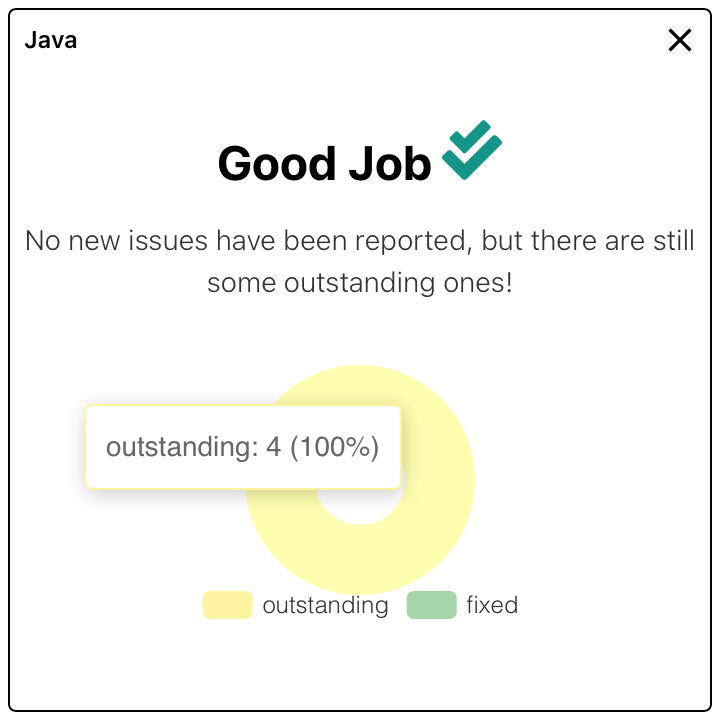 Java
Good Job
No new issues have been reported, but there are still
some outstanding ones!
outstanding: 4 (100%)
outstanding fixed